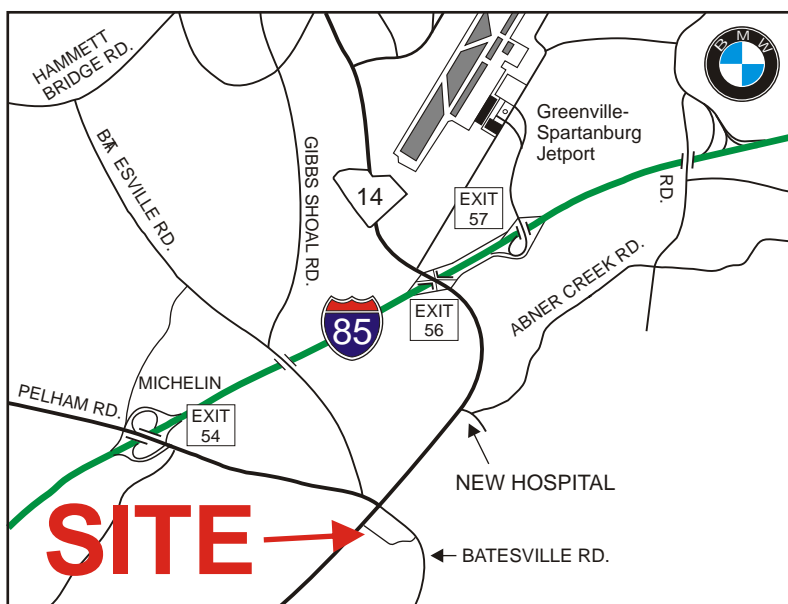 HAMMETT
BRIDGE RD.
BMW
Greenville-
Spartanburg
Jetport
BATESVILLE RD.
GIBBS SHOAL RD.
14
EXIT
57
RD.
ABNER CREEK RD.
EXIT
56
85
MICHELIN
PELHAM RD.
EXIT
54
NEW HOSPITAL
SITE
BATESVILLE RD.